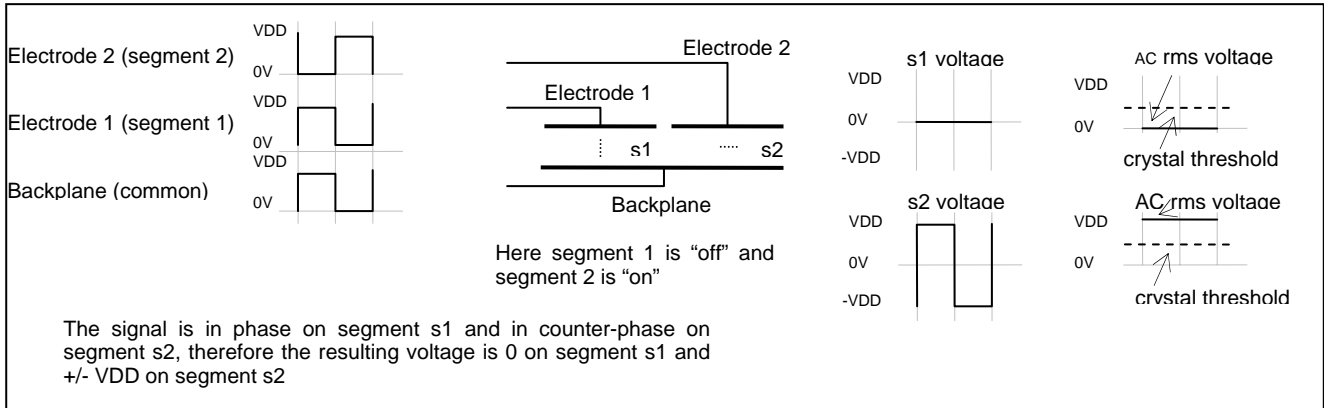 VDD
Electrode 2 (segment 2)
0V
VDD
Electrode 1 (segment 1)
0V
VDD
Backplane (common)
0V
Electrode 2
Electrode 1
s1
s2
Backplane
Here segment 1 is “off” and
segment 2 is “on”
s1 voltage
VDD
0V
-VDD
AC rms voltage
VDD
0V
crystal threshold
s2 voltage
VDD
0V
-VDD
AC rms voltage
VDD
0V
crystal threshold
The signal is in phase on segment s1 and in counter-phase on
segment s2, therefore the resulting voltage is 0 on segment s1 and
+/- VDD on segment s2